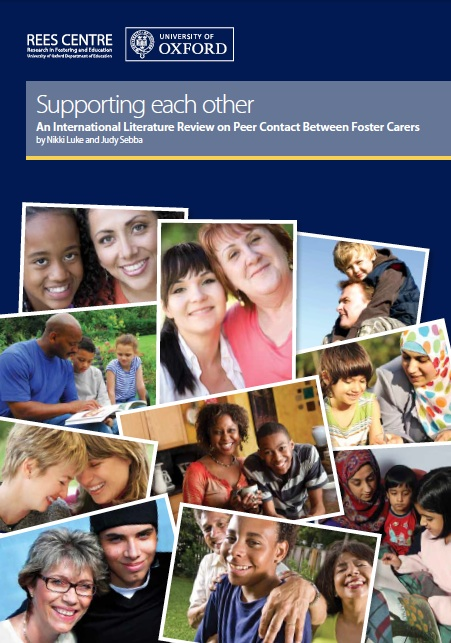 REES CENTRE
Research in Fostering and Education
University of Oxford Department of Education
UNIVERSITY OF
OXFORD
Supporting each other
An International Literature Review on Peer Contact Between Foster Carers
by Nikki Luke and Judy Sebba